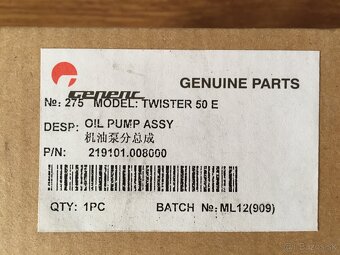 GENUINE PARTS
Generic
№: 275 MODEL: TWISTER 50 E
DESP: OIL PUMP ASSY
机油泵分总成
P/N: 219101.008000
QTY: 1PC BATCH №: ML12(909)